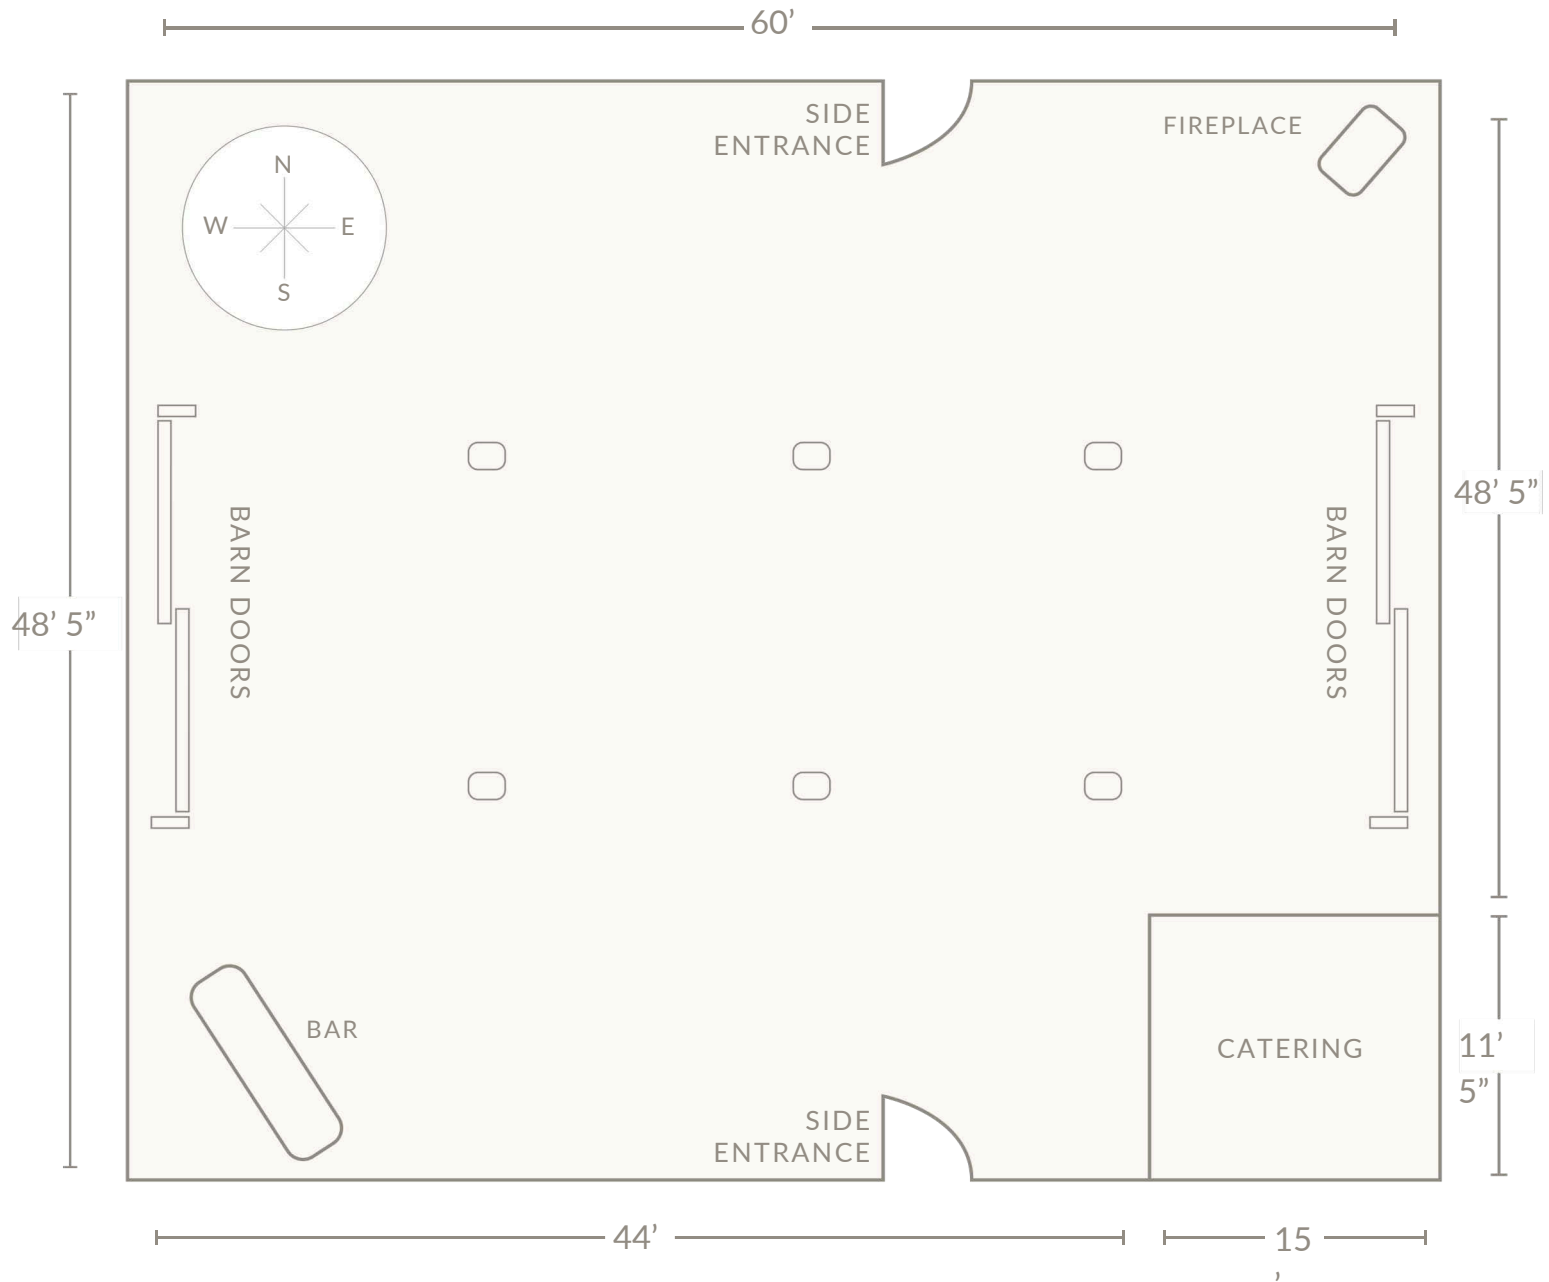 60’
SIDE
ENTRANCE
FIREPLACE
N
W
E
S
BARN DOORS
BARN DOORS
48’ 5”
48’ 5”
BAR
CATERING
11’
5”
SIDE
ENTRANCE
44’
15
’